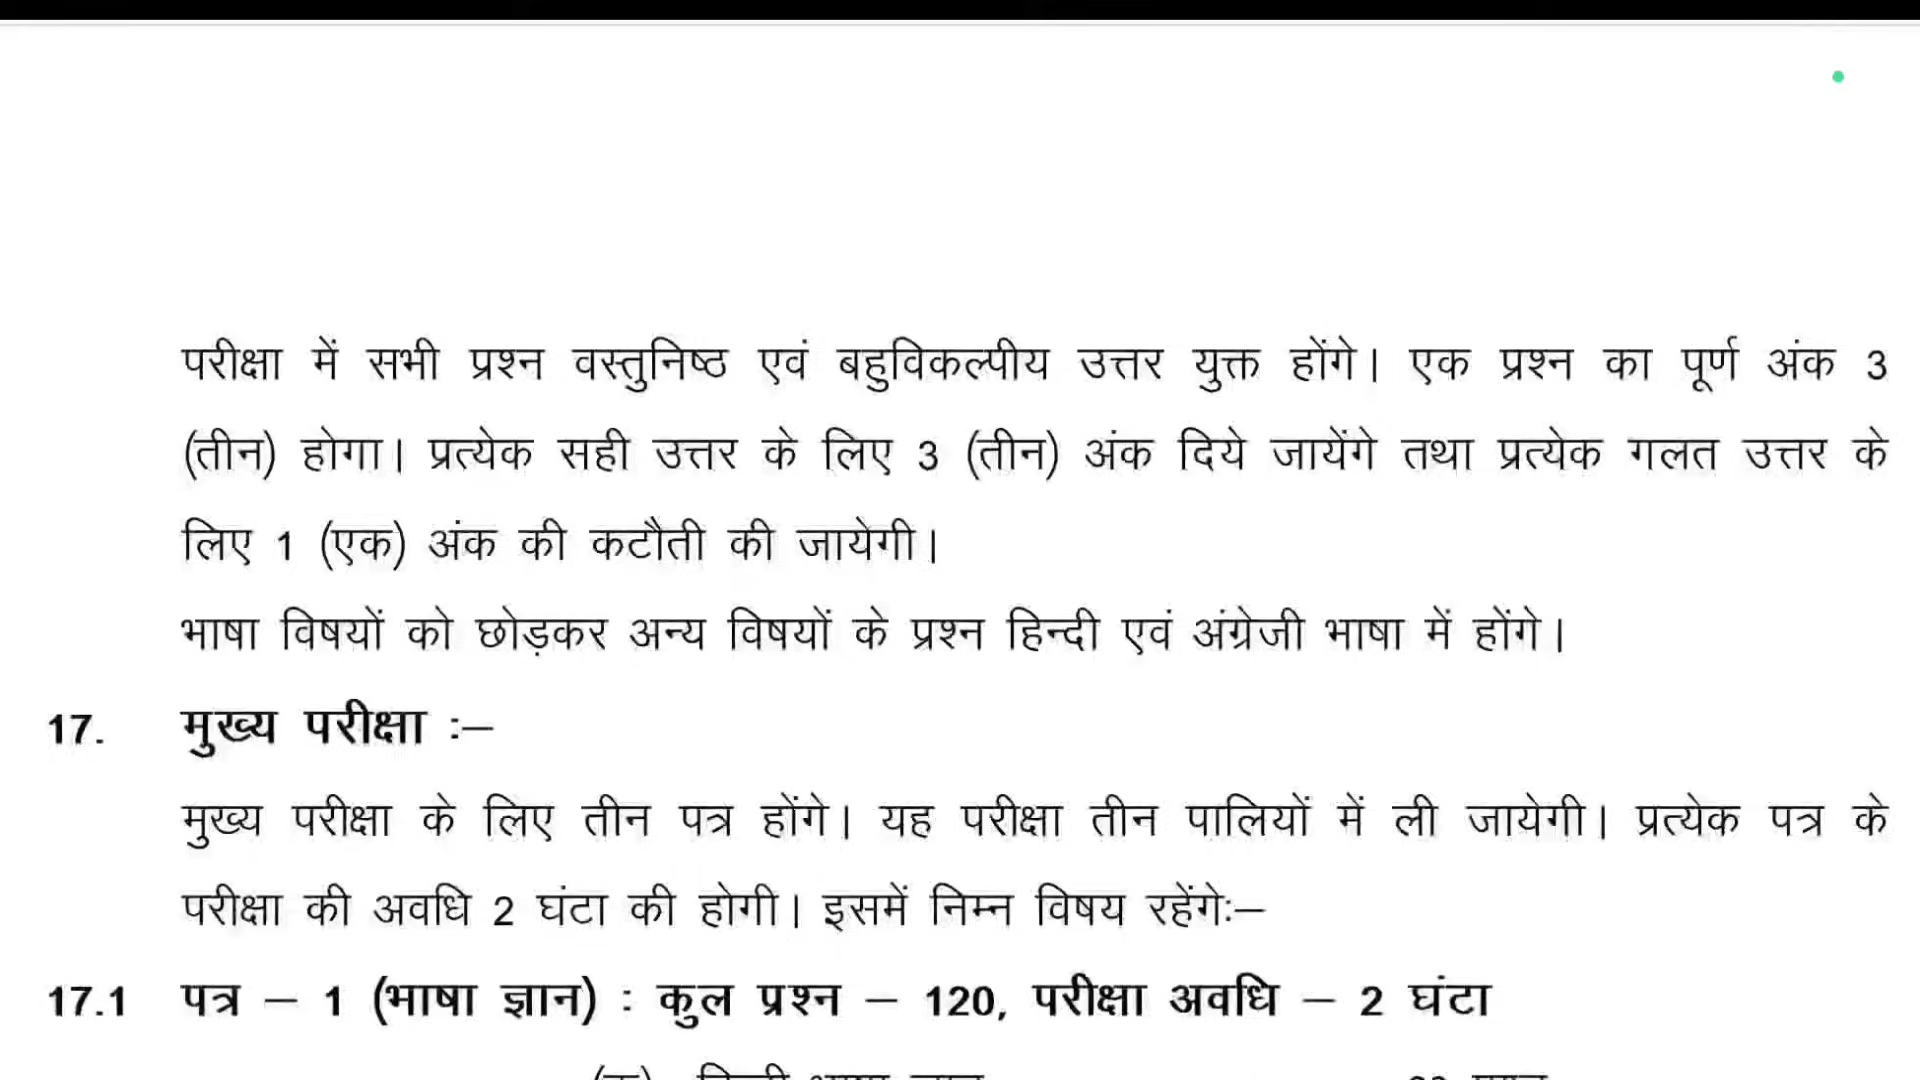 परीक्षा में सभी प्रश्न वस्तुनिष्ठ एवं बहुविकल्पीय उत्तर युक्त होंगे। एक प्रश्न का पूर्ण अंक 3
(तीन) होगा। प्रत्येक सही उत्तर के लिए 3 (तीन) अंक दिये जायेंगे तथा प्रत्येक गलत उत्तर के
लिए 1 (एक) अंक की कटौती की जायेगी।
भाषा विषयों को छोड़कर अन्य विषयों के प्रश्न हिन्दी एवं अंग्रेजी भाषा में होंगे।
17. मुख्य परीक्षा :–
मुख्य परीक्षा के लिए तीन पत्र होंगे। यह परीक्षा तीन पालियों में ली जायेगी। प्रत्येक पत्र के
परीक्षा की अवधि 2 घंटा की होगी। इसमें निम्न विषय रहेंगेः–
17.1 पत्र – 1 (भाषा ज्ञान) : कुल प्रश्न – 120, परीक्षा अवधि – 2 घंटा